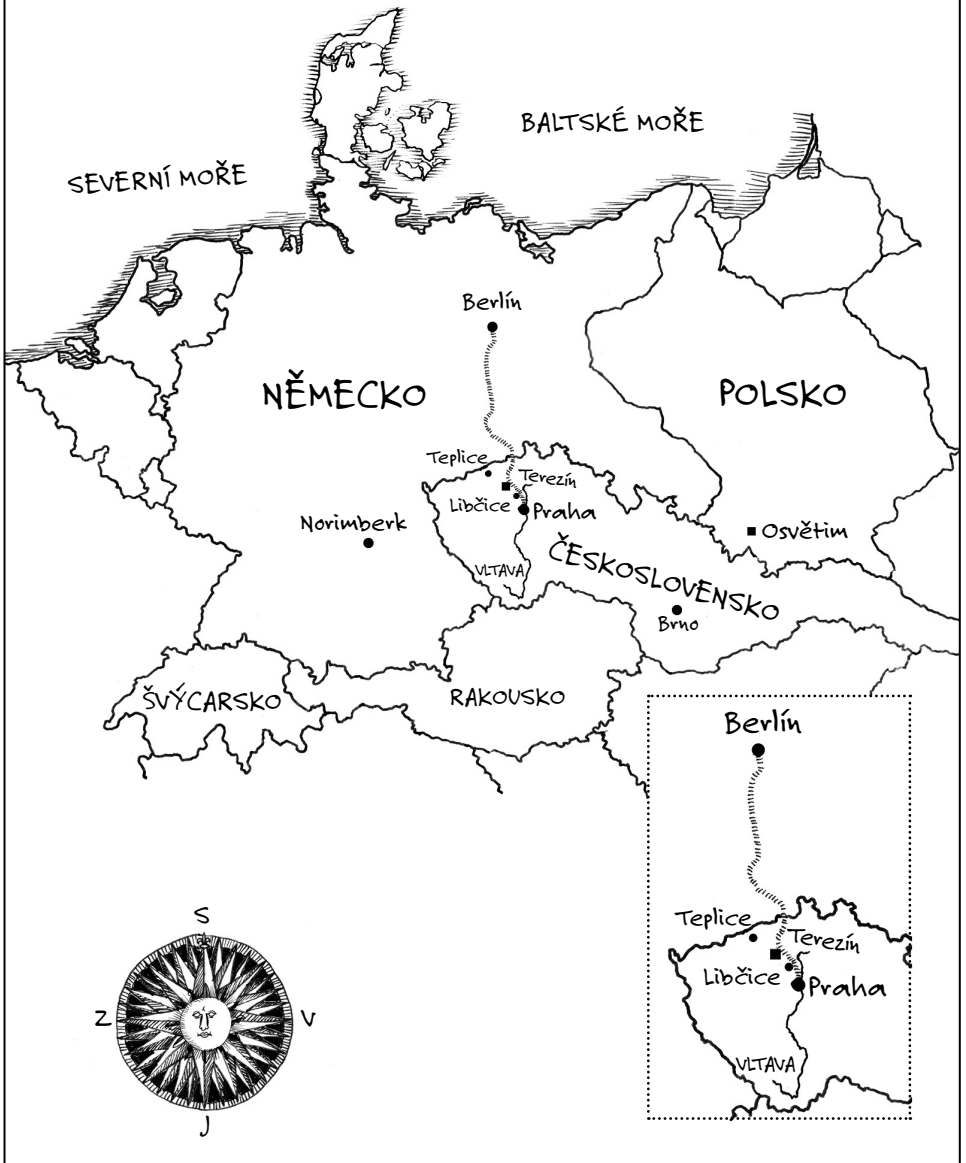 BALTSKÉ MOŘE
SEVERNÍ MOŘE
Berlín
NĚMECKO
POLSKO
Teplice
Terezín
Libčice
Praha
Norimberk
Osvětim
ČESKOSLOVENSKO
VLTAVA
Brno
ŠVÝCARSKO
RAKOUSKO
Berlín
Teplice
Terezín
Libčice
Praha
VLTAVA
S
Z
V
J